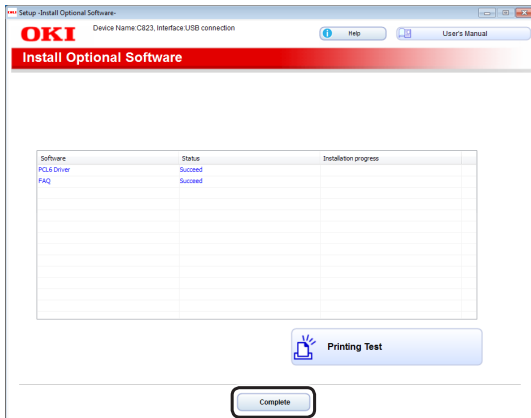 OKI Setup -Install Optional Software-
OKI Device Name:C823, Interface:USB connection Help User's Manual
Install Optional Software
Software Status Installation progress
PCL6 Driver Succeed
FAQ Succeed
Printing Test
Complete